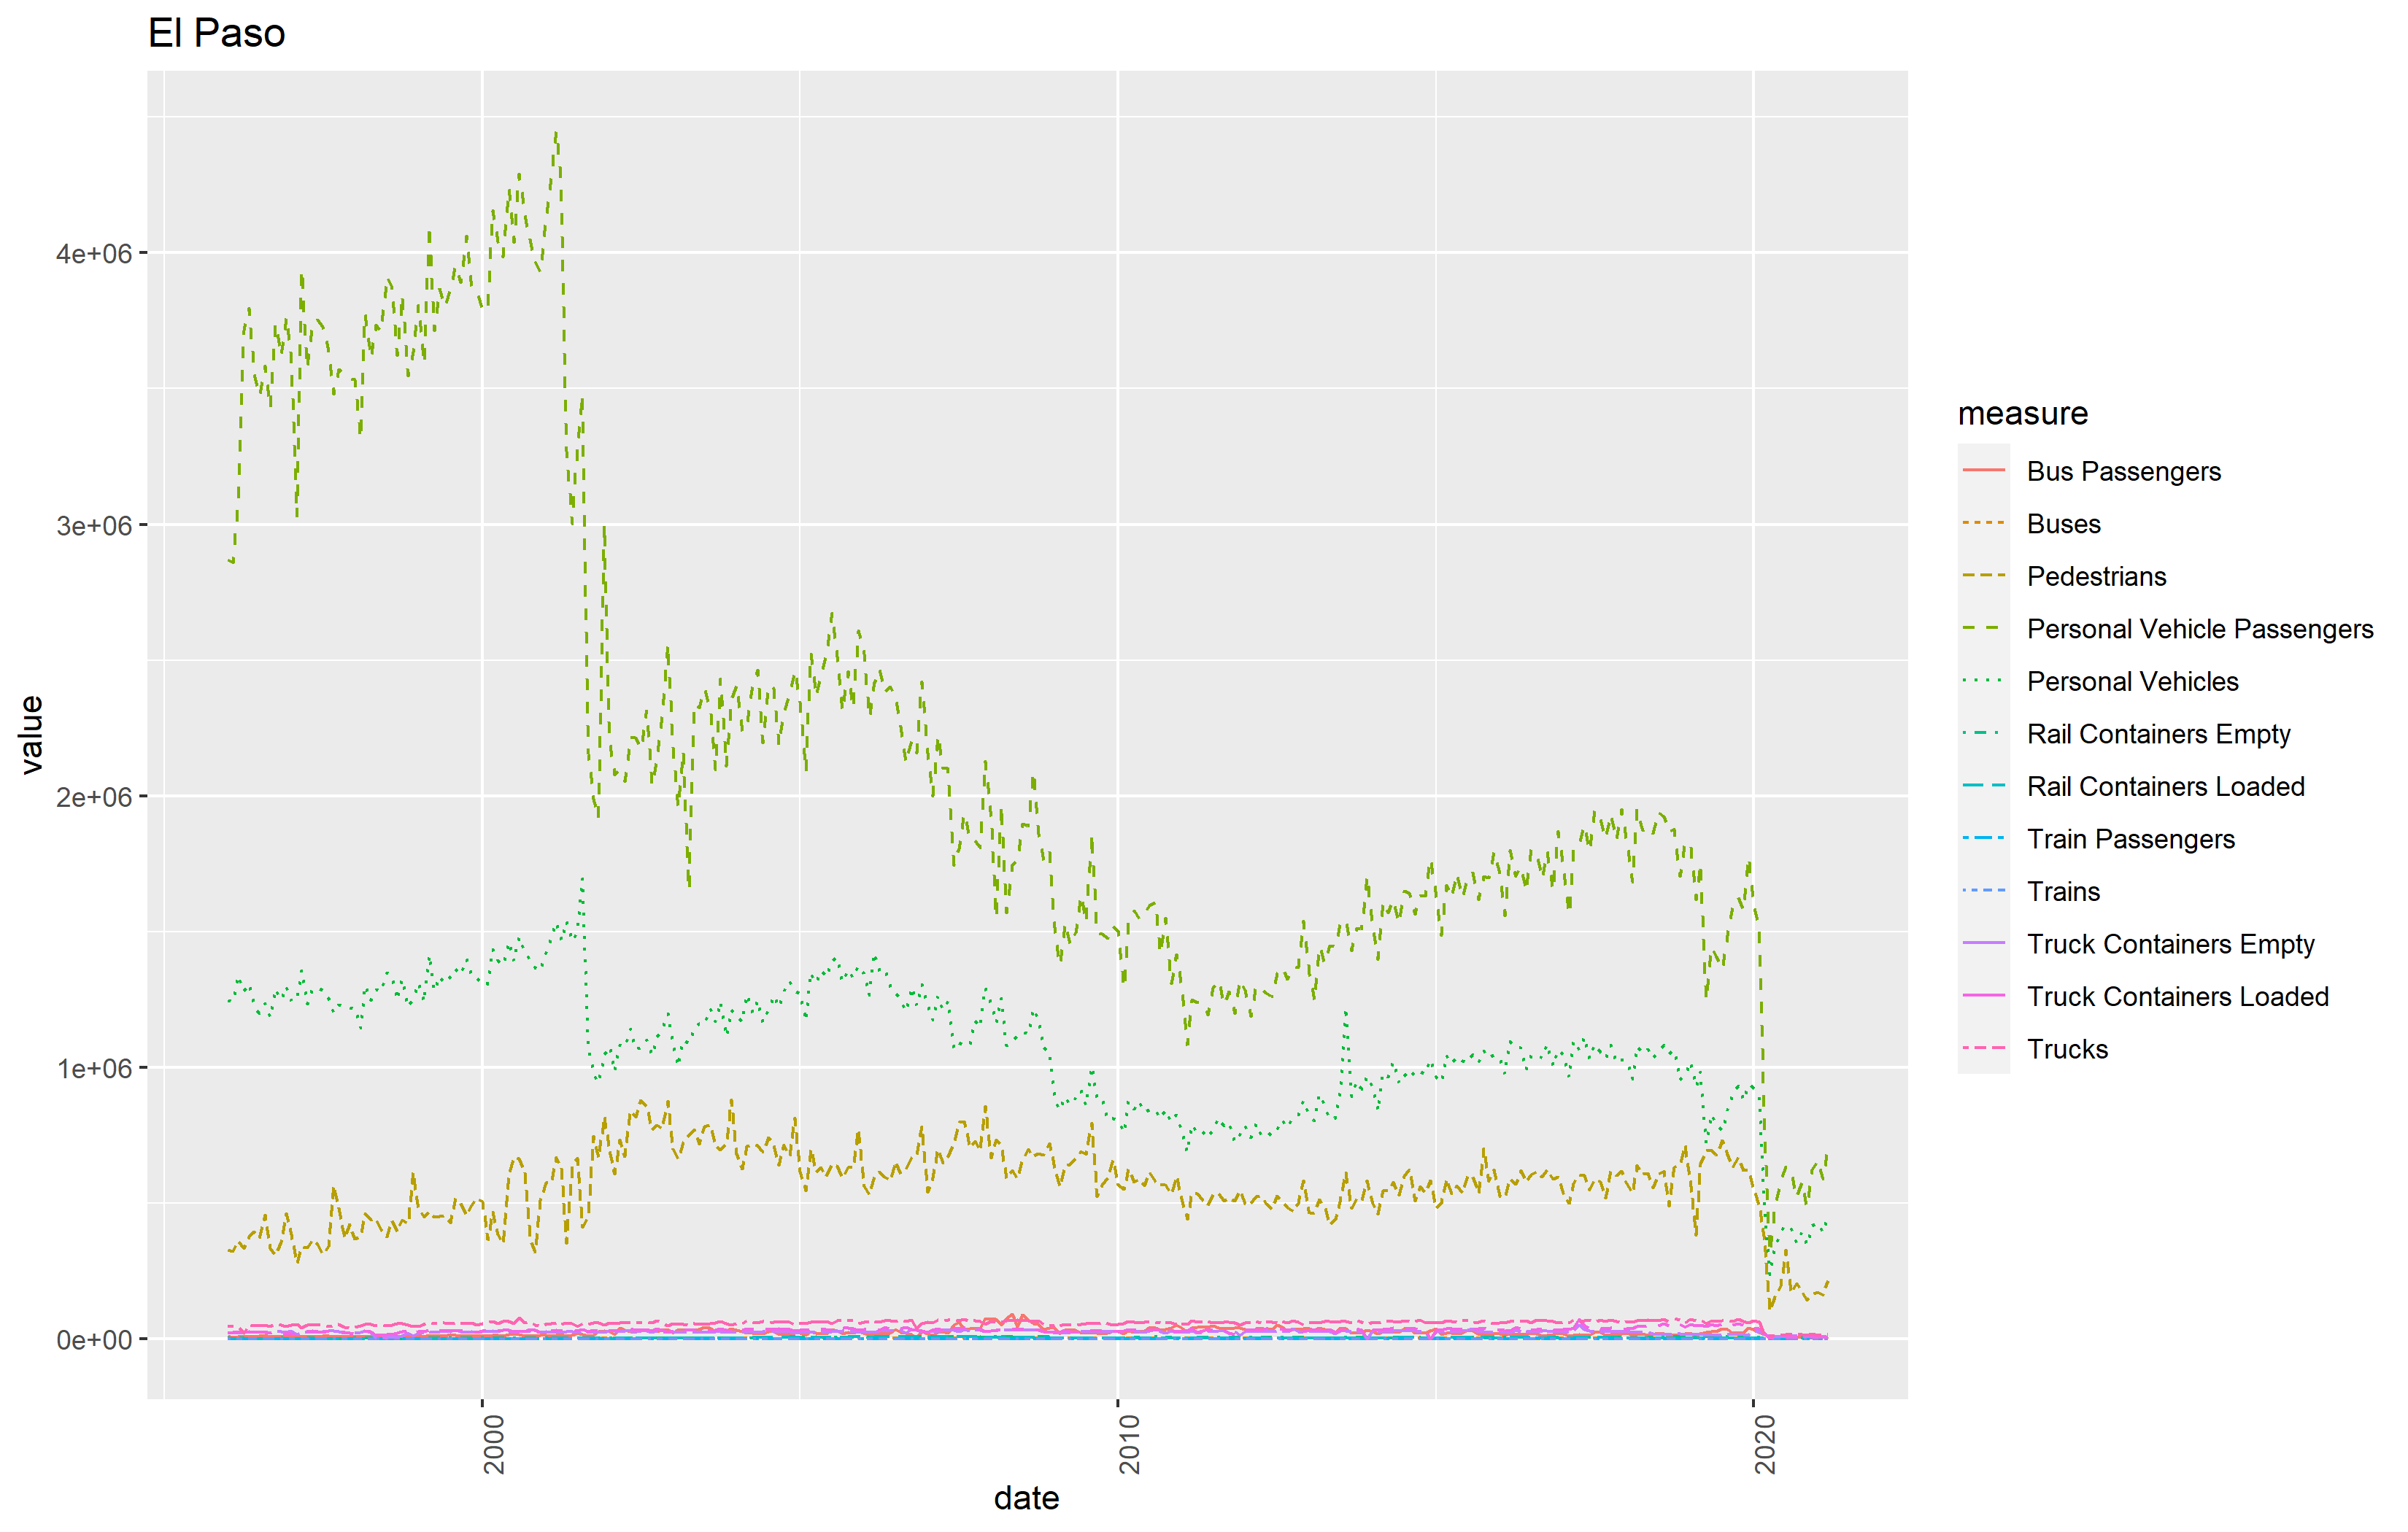 El Paso
value
4e+06
3e+06
2e+06
1e+06
0e+00
2000
2010
2020
date
measure
Bus Passengers
Buses
Pedestrians
Personal Vehicle Passengers
Personal Vehicles
Rail Containers Empty
Rail Containers Loaded
Train Passengers
Trains
Truck Containers Empty
Truck Containers Loaded
Trucks